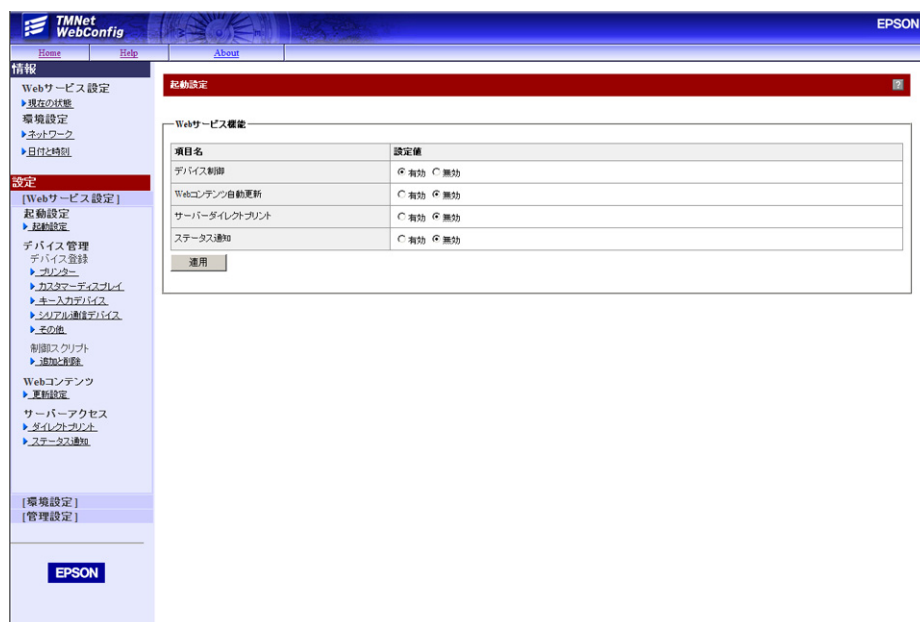 TMNet
WebConfig
EPSON
Home Help About
情報
Webサービス設定
現在の状態
環境設定
ネットワーク
日付と時刻
設定
[Webサービス設定]
起動設定
起動設定
デバイス管理
デバイス登録
プリンター
カスタマーディスプレイ
キー入力デバイス
シリアル通信デバイス
その他
制御スクリプト
追加と削除
Webコンテンツ
更新設定
サーバーアクセス
ダイレクトプリント
ステータス通知
[環境設定]
[管理設定]
EPSON
起動設定 ?
Webサービス機能
項目名 設定値
デバイス制御 有効 無効
Webコンテンツ自動更新 有効 無効
サーバーダイレクトプリント 有効 無効
ステータス通知 有効 無効
適用